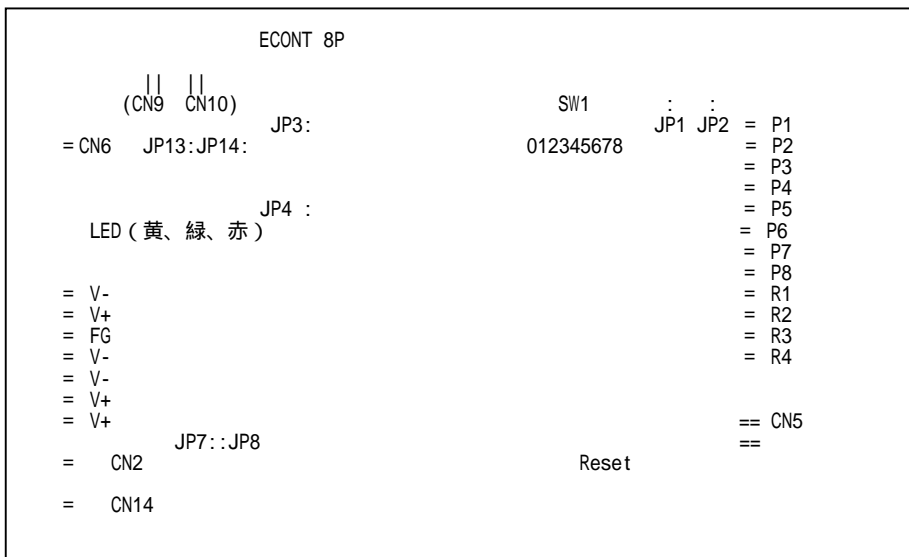 ECONT 8P
|| ||
(CN9 CN10) SW1 : :
JP3: JP1 JP2 = P1
= CN6 JP13:JP14: 012345678 = P2
= P3
= P4
JP4 : = P5
LED(黄、緑、赤) = P6
= P7
= P8
= V- = R1
= V+ = R2
= FG = R3
= V- = R4
= V-
= V+
= V+ == CN5
JP7::JP8 ==
= CN2 Reset
= CN14